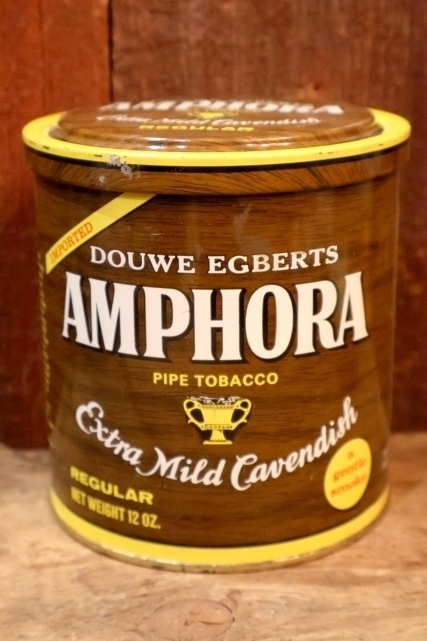 AMPHORA
Extra Mild Cavendish
REGULAR
IMPORTED
DOUWE EGBERTS
AMPHORA
PIPE TOBACCO
Extra Mild Cavendish
a
gentle
smoke
REGULAR
NET WEIGHT 12 OZ.